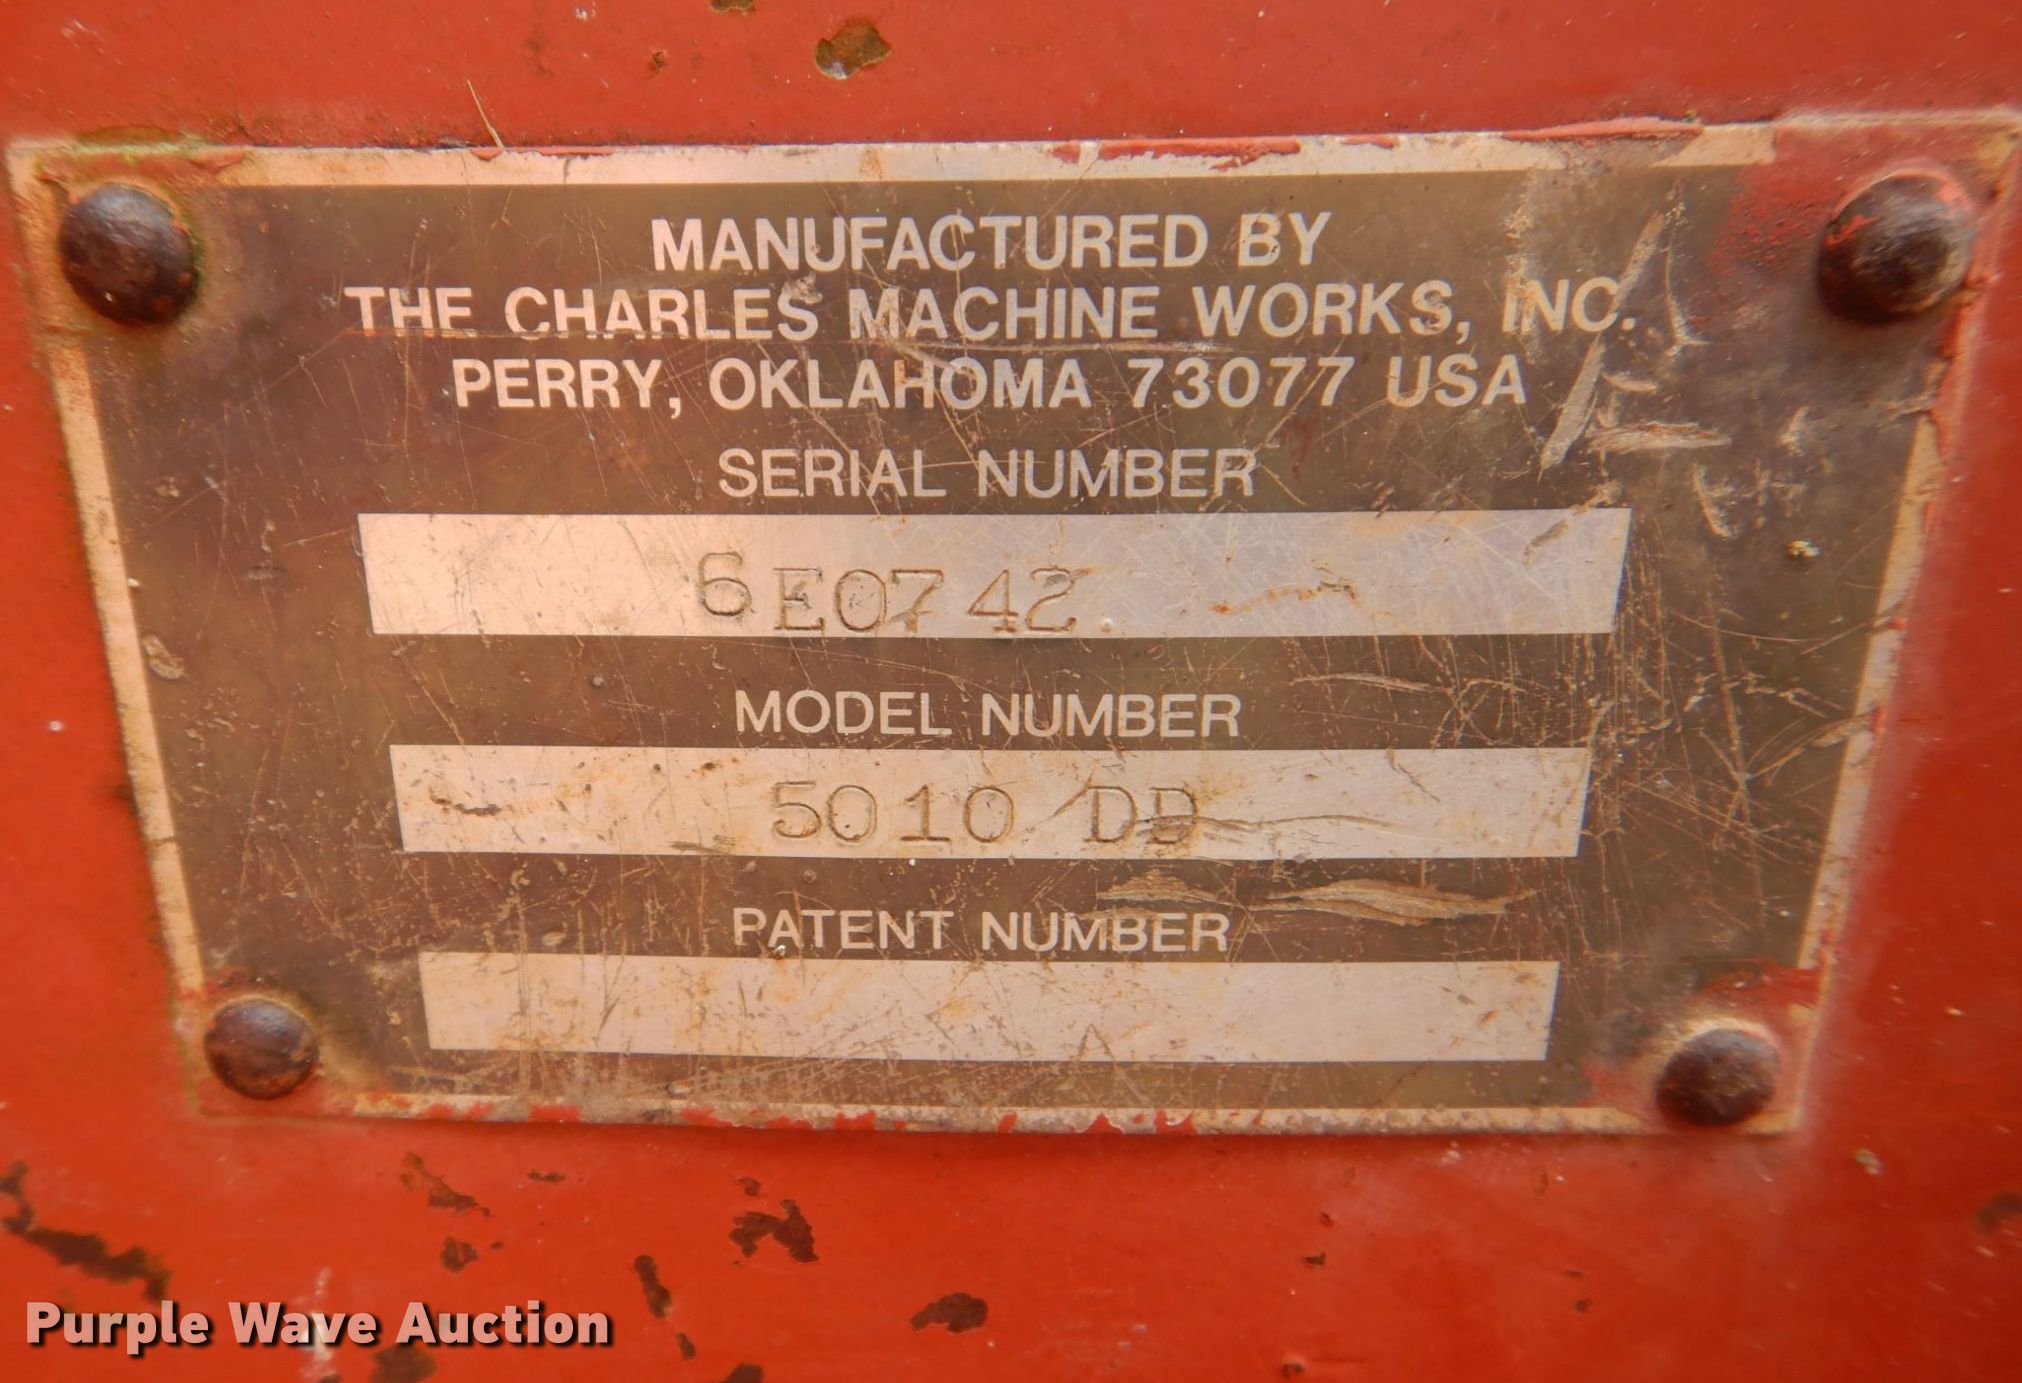 MANUFACTURED BY
THE CHARLES MACHINE WORKS, INC.
PERRY, OKLAHOMA 73077 USA
SERIAL NUMBER
6E0742
MODEL NUMBER
5010 DD
PATENT NUMBER
Purple Wave Auction